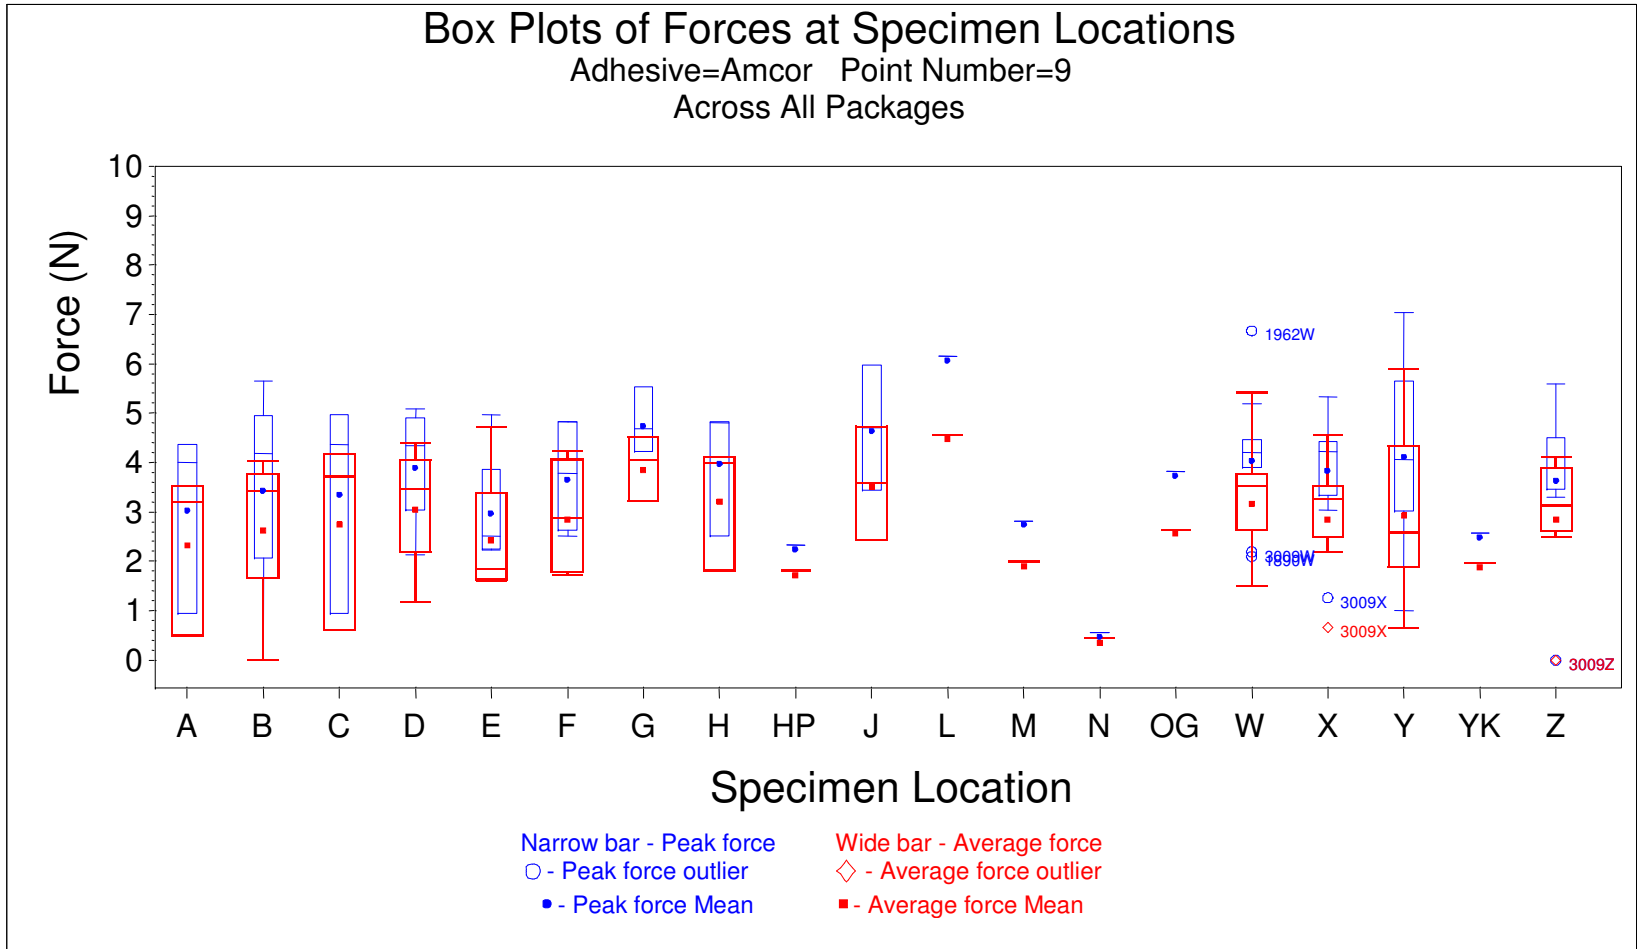 Box Plots of Forces at Specimen Locations
Adhesive=Amcor Point Number=9
Across All Packages
Force (N)
10
9
8
7
6
5
4
3
2
1
0
1962W
3009W
1890W
3009X
3009X
3009Z
A B C D E F G H HP J L M N OG W X Y YK Z
Specimen Location
Narrow bar - Peak force Wide bar - Average force
- Peak force outlier - Average force outlier
- Peak force Mean - Average force Mean